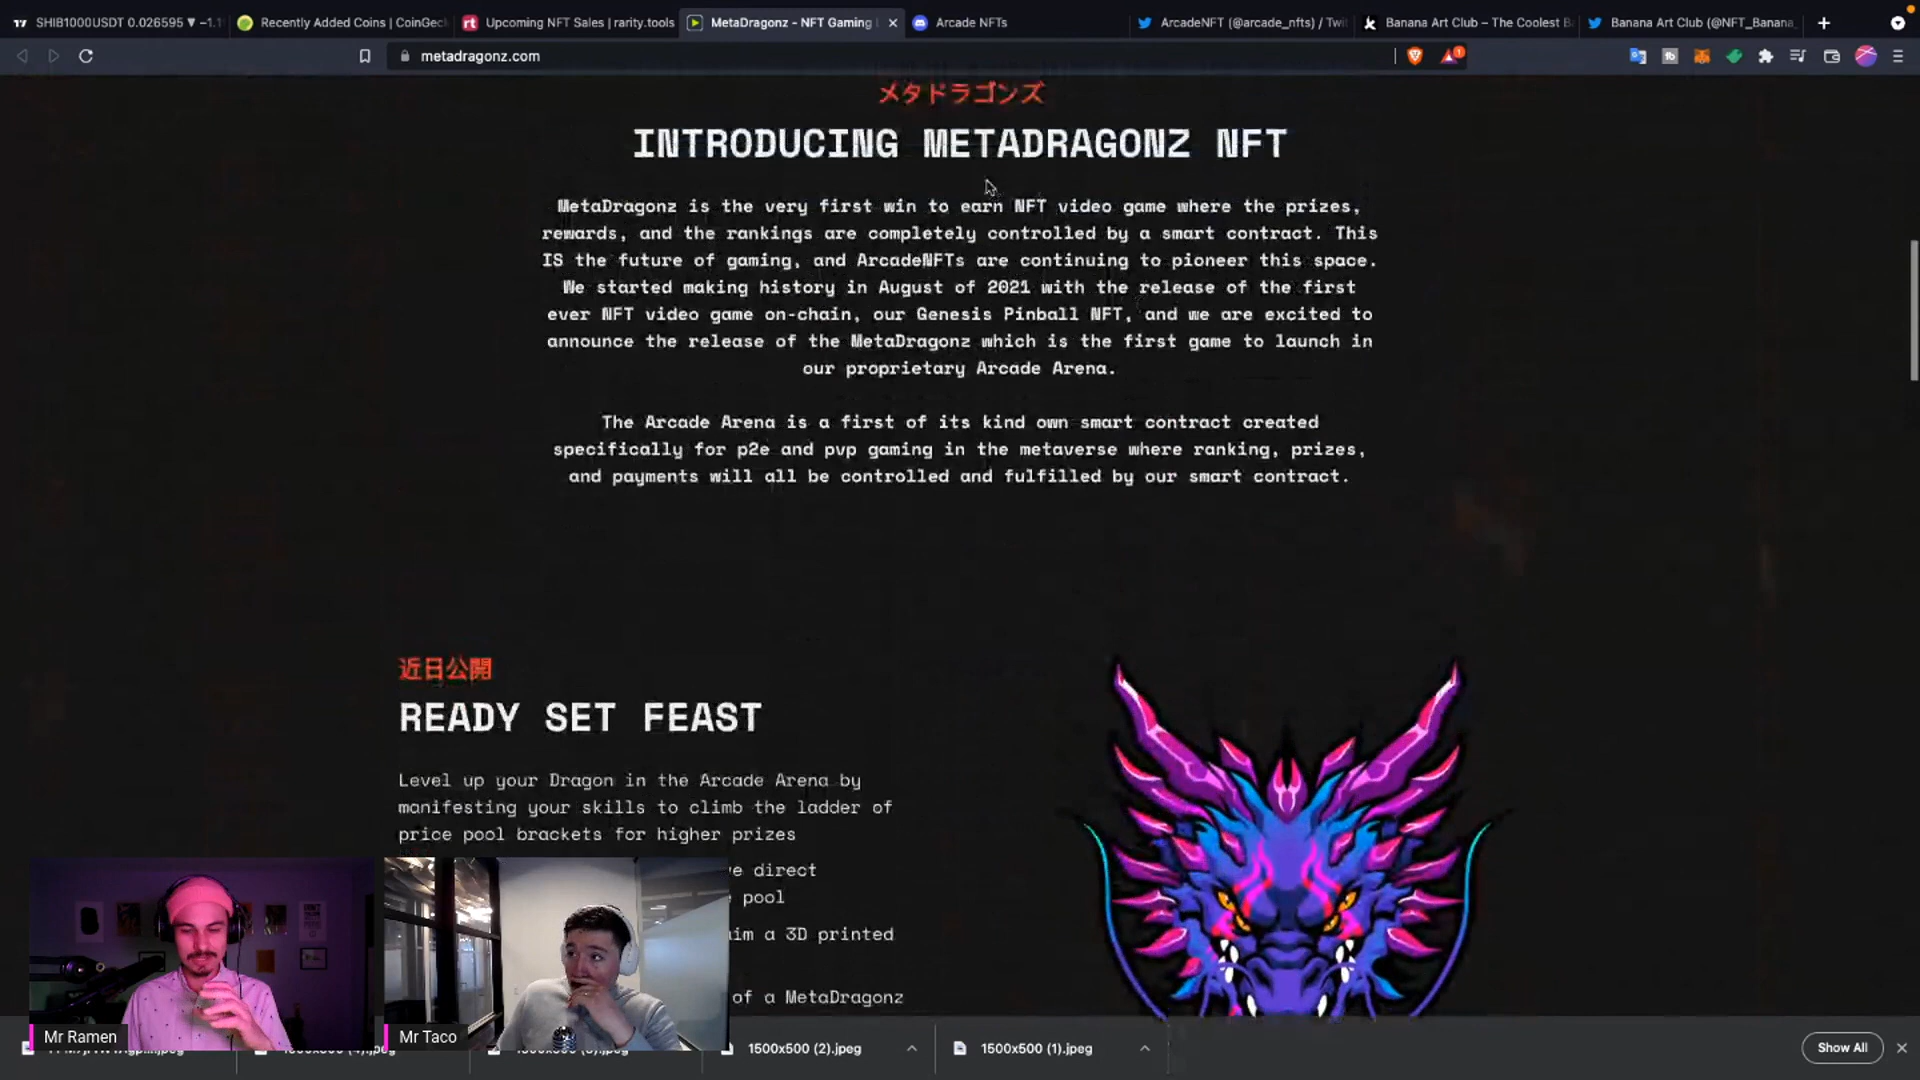 SHIB1000USDT 0.026595 ▼ −1.1
Recently Added Coins | CoinGec
Upcoming NFT Sales | rarity.tools
MetaDragonz - NFT Gaming
Arcade NFTs
ArcadeNFT (@arcade_nfts) / Twi
Banana Art Club – The Coolest B
Banana Art Club (@NFT_Banana_
metadragonz.com
メタドラゴンズ
INTRODUCING METADRAGONZ NFT
MetaDragonz is the very first win to earn NFT video game where the prizes,
rewards, and the rankings are completely controlled by a smart contract. This
IS the future of gaming, and ArcadeNFTs are continuing to pioneer this space.
We started making history in August of 2021 with the release of the first
ever NFT video game on-chain, our Genesis Pinball NFT, and we are excited to
announce the release of the MetaDragonz which is the first game to launch in
our proprietary Arcade Arena.
The Arcade Arena is a first of its kind own smart contract created
specifically for p2e and pvp gaming in the metaverse where ranking, prizes,
and payments will all be controlled and fulfilled by our smart contract.
近日公開
READY SET FEAST
Level up your Dragon in the Arcade Arena by
manifesting your skills to climb the ladder of
price pool brackets for higher prizes
direct
pool
a 3D printed
of a MetaDragonz
Mr Ramen
Mr Taco
1500x500 (2).jpeg
1500x500 (1).jpeg
Show All